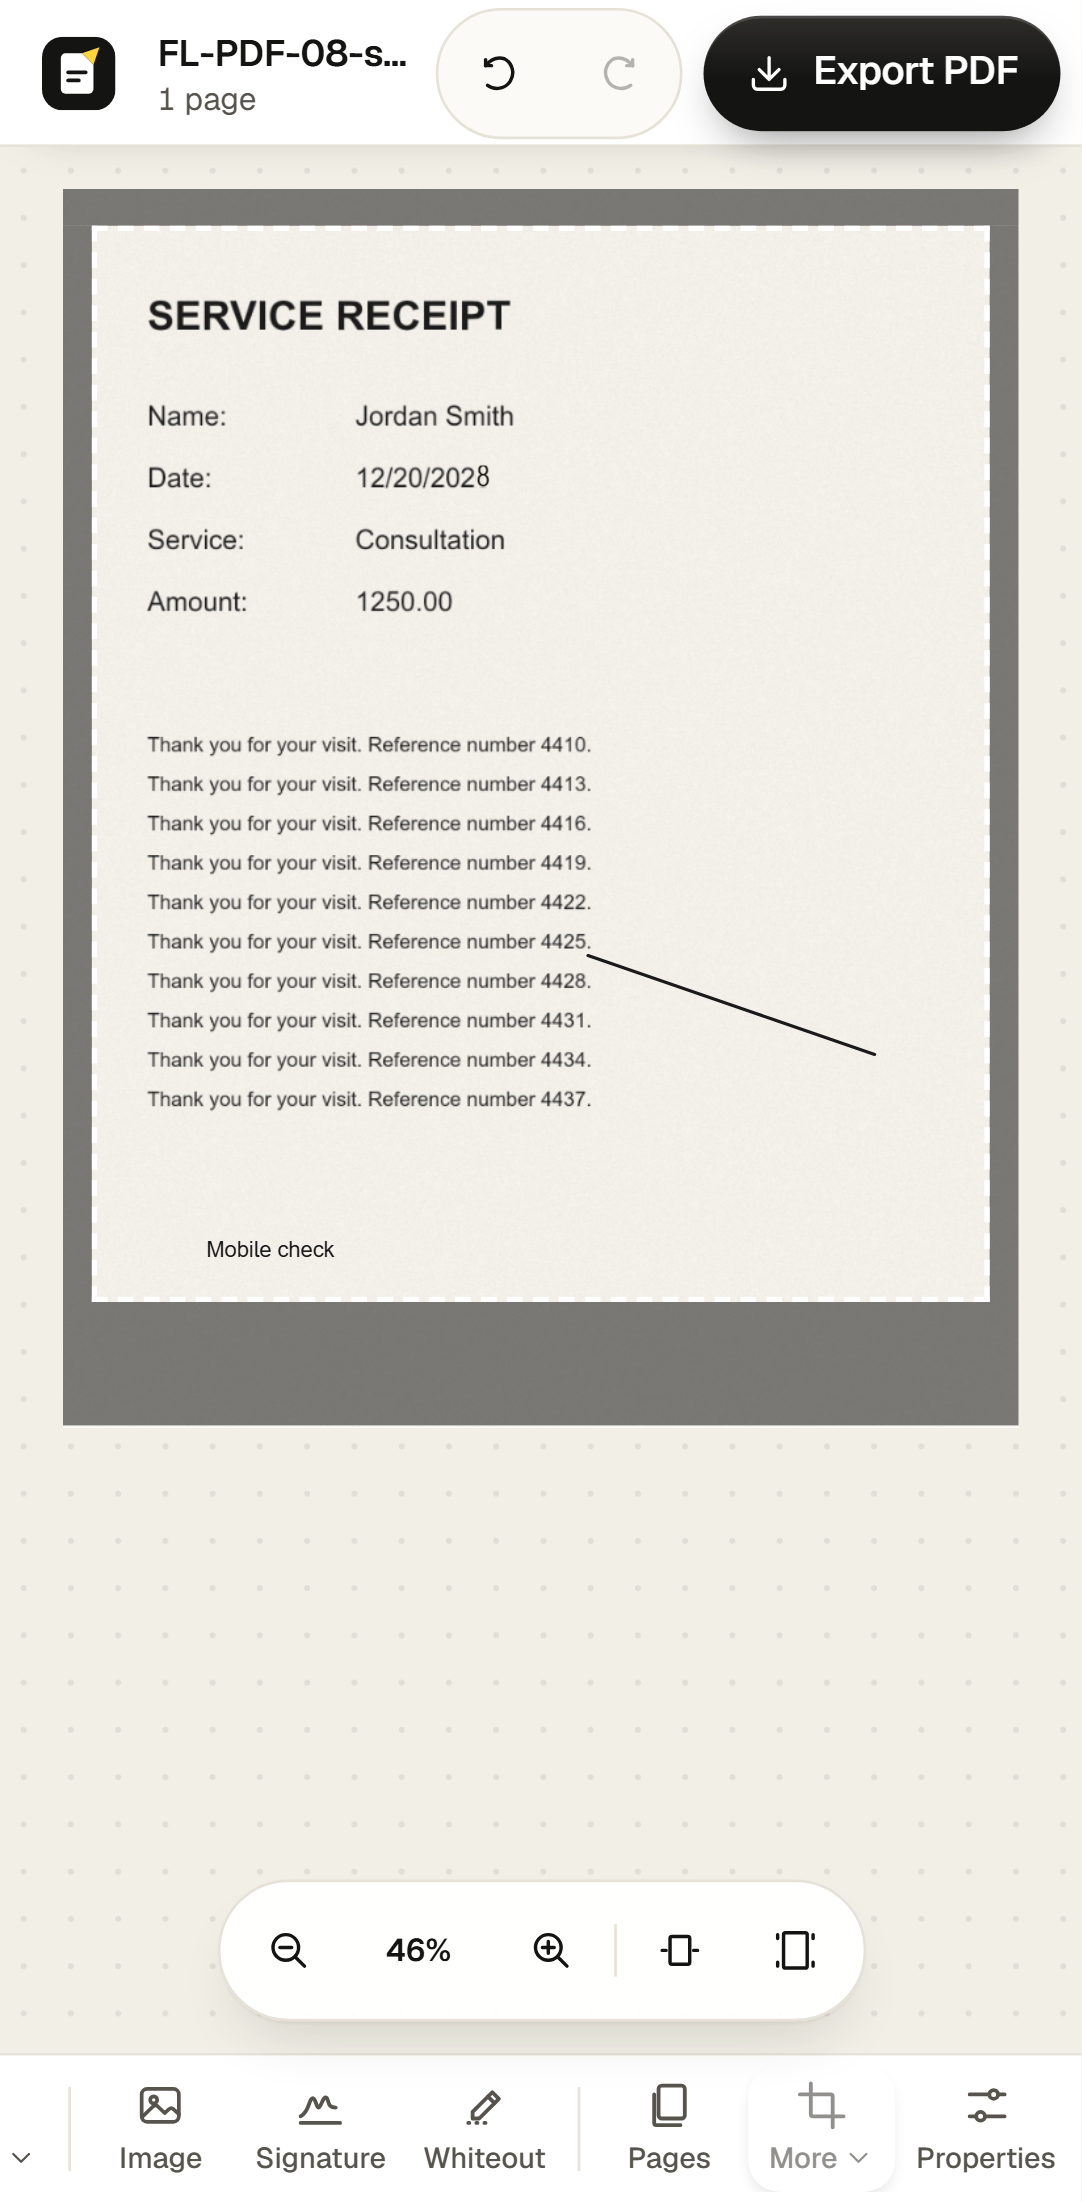 FL-PDF-08-s...
1 page
Export PDF
SERVICE RECEIPT
Name: Jordan Smith
Date: 12/20/2028
Service: Consultation
Amount: 1250.00
Thank you for your visit. Reference number 4410.
Thank you for your visit. Reference number 4413.
Thank you for your visit. Reference number 4416.
Thank you for your visit. Reference number 4419.
Thank you for your visit. Reference number 4422.
Thank you for your visit. Reference number 4425.
Thank you for your visit. Reference number 4428.
Thank you for your visit. Reference number 4431.
Thank you for your visit. Reference number 4434.
Thank you for your visit. Reference number 4437.
Mobile check
46%
Image Signature Whiteout Pages More Properties